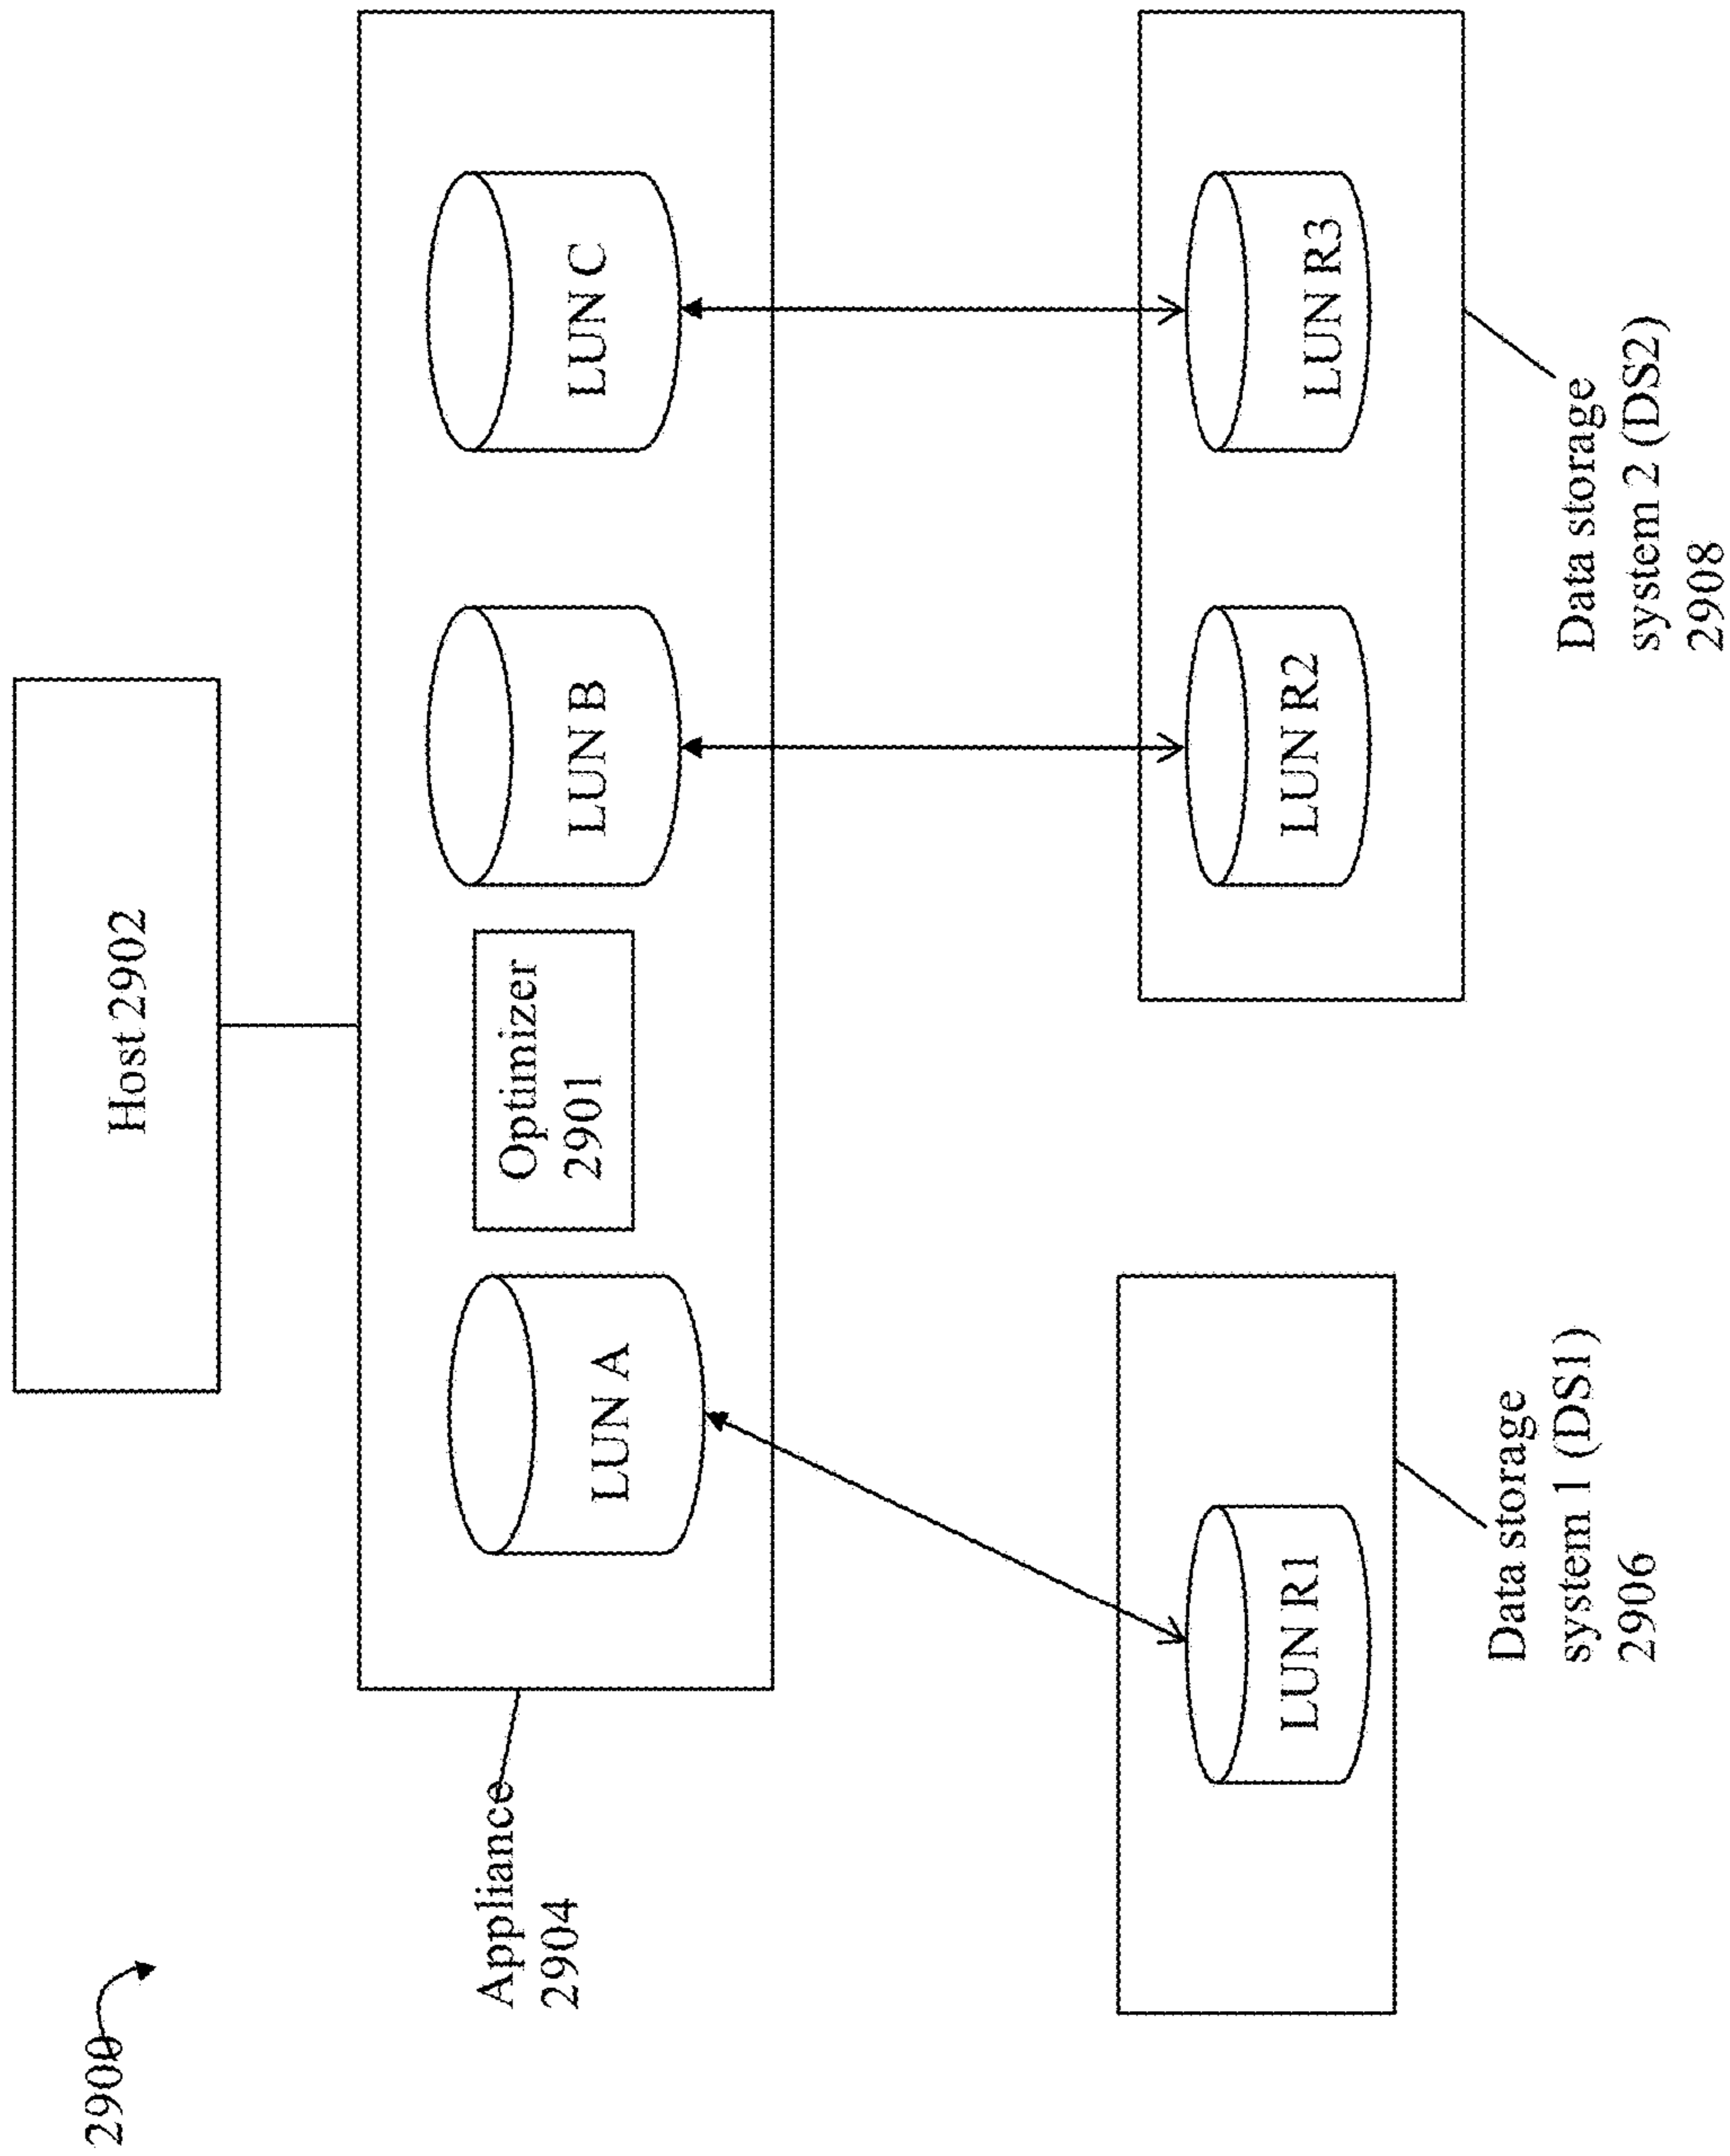 2900
Host 2902
Appliance
2904
LUN A
Optimizer
2901
LUN B
LUN C
LUN R1
LUN R2
LUN R3
Data storage
system 1 (DS1)
2906
Data storage
system 2 (DS2)
2908